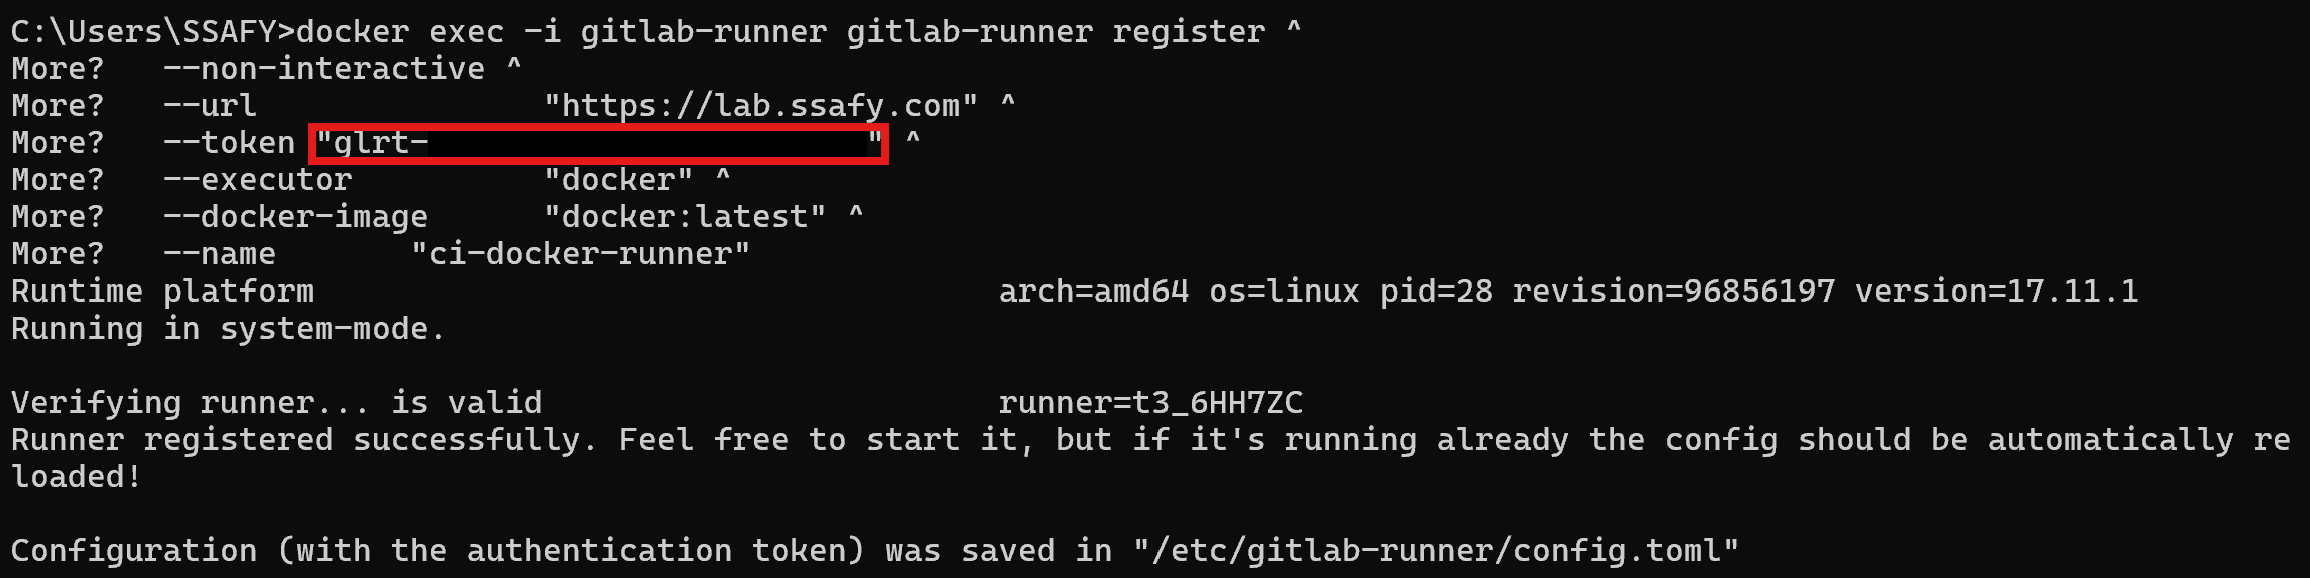 C:\Users\SSAFY>docker exec -i gitlab-runner gitlab-runner register ^
More?   --non-interactive ^
More?   --url               "https://lab.ssafy.com" ^
More?   --token "glrt-                       " ^
More?   --executor          "docker" ^
More?   --docker-image      "docker:latest" ^
More?   --name       "ci-docker-runner"
Runtime platform                                    arch=amd64 os=linux pid=28 revision=96856197 version=17.11.1
Running in system-mode.

Verifying runner... is valid                        runner=t3_6HH7ZC
Runner registered successfully. Feel free to start it, but if it's running already the config should be automatically re
loaded!

Configuration (with the authentication token) was saved in "/etc/gitlab-runner/config.toml"